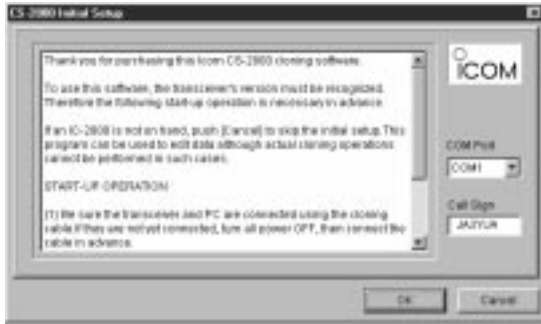 CS-2800 Initial Setup
Thank you for purchasing this Icom CS-2800 cloning software.
To use this software, the transceiver's version must be recognized.
Therefore the following start-up operation is necessary in advance.
If an IC-2800 is not on hand, push [Cancel] to skip the initial setup. This
program can be used to edit data although actual cloning operations
cannot be performed in such cases.
START-UP OPERATION
(1) Be sure the transceiver and PC are connected using the cloning
cable. If they are not yet connected, turn all power OFF, then connect the
cable in advance.
ICOM
COM Port
COM1
Call Sign
OK
Cancel